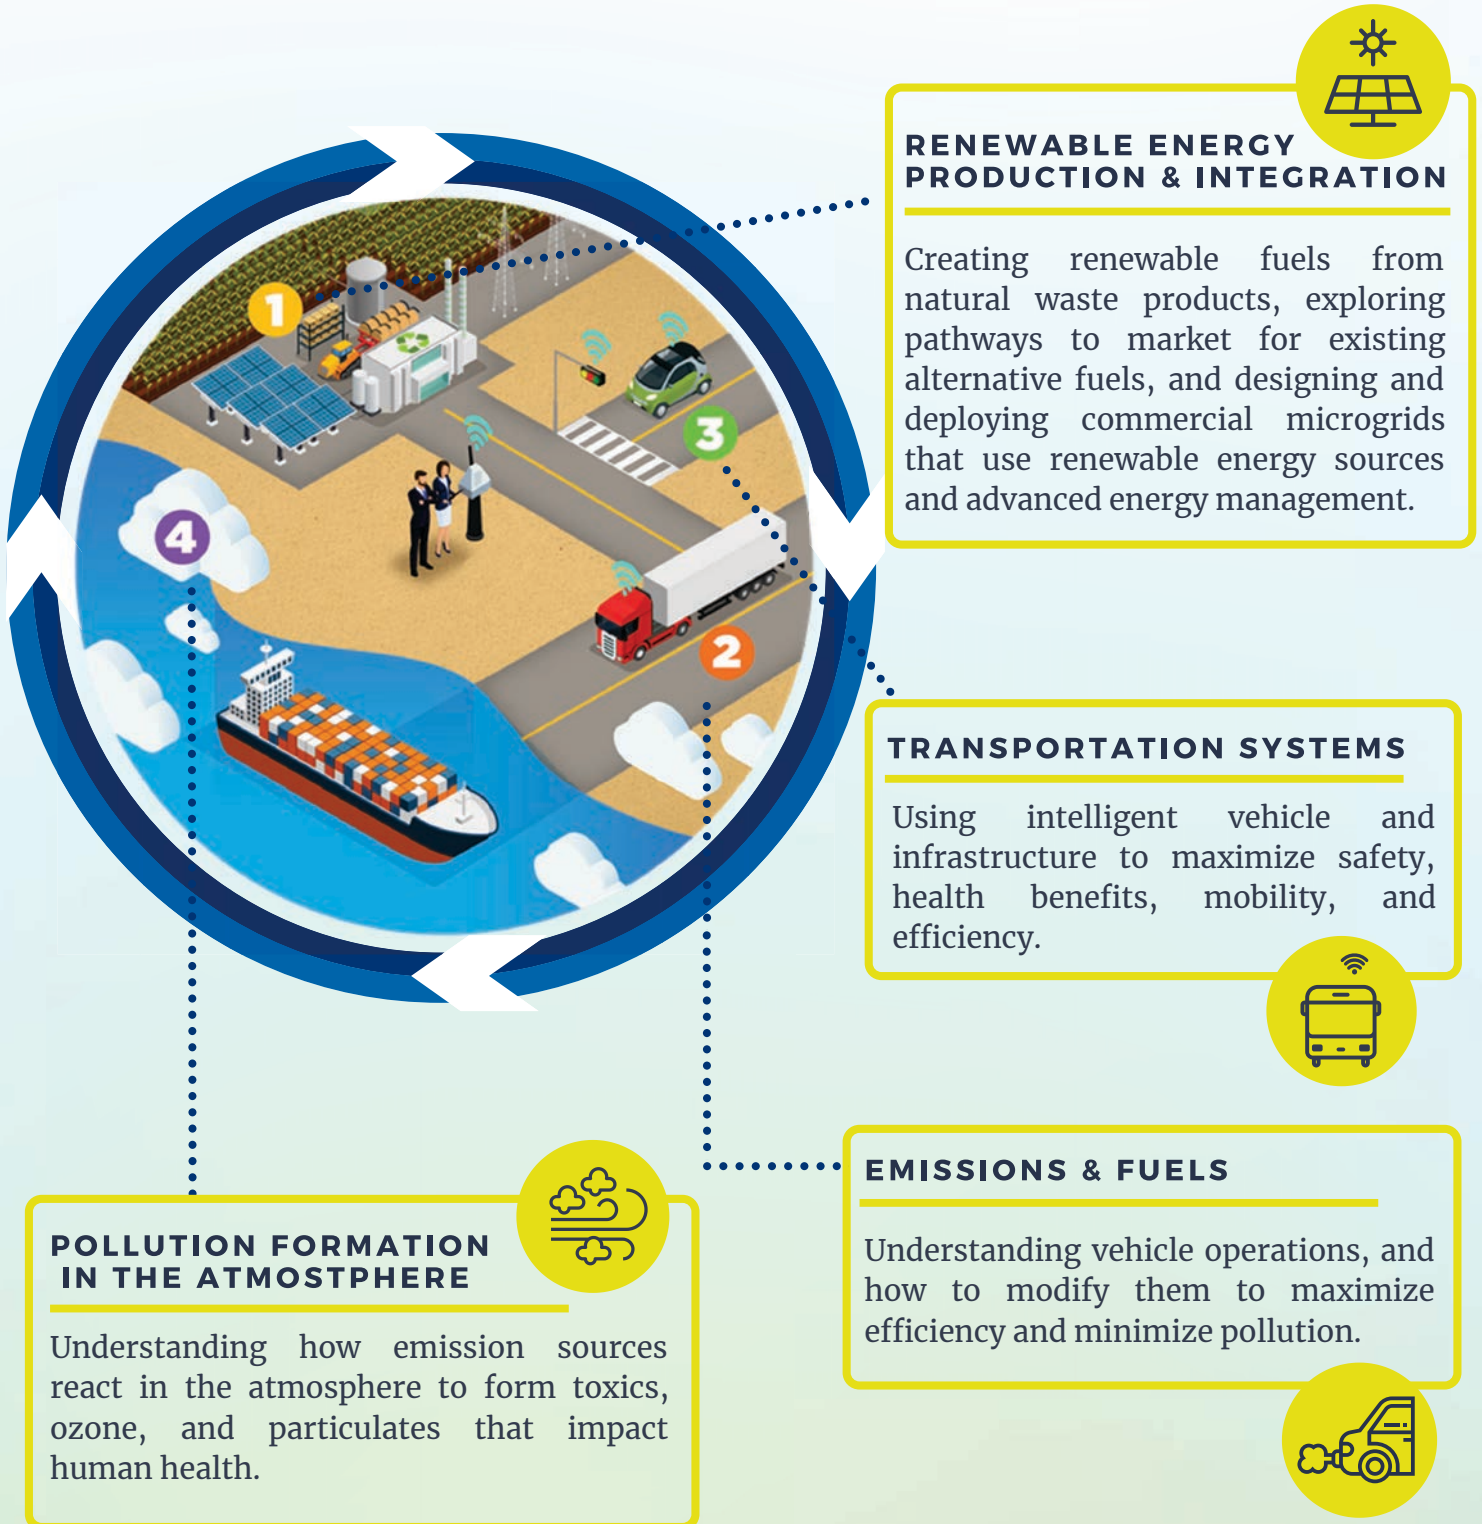 RENEWABLE ENERGY
PRODUCTION & INTEGRATION
Creating renewable fuels from
natural waste products, exploring
pathways to market for existing
alternative fuels, and designing and
deploying commercial microgrids
that use renewable energy sources
and advanced energy management.
1
3
4
2
TRANSPORTATION SYSTEMS
Using intelligent vehicle and
infrastructure to maximize safety,
health benefits, mobility, and
efficiency.
EMISSIONS & FUELS
Understanding vehicle operations, and
how to modify them to maximize
efficiency and minimize pollution.
POLLUTION FORMATION
IN THE ATMOSTPHERE
Understanding how emission sources
react in the atmosphere to form toxics,
ozone, and particulates that impact
human health.